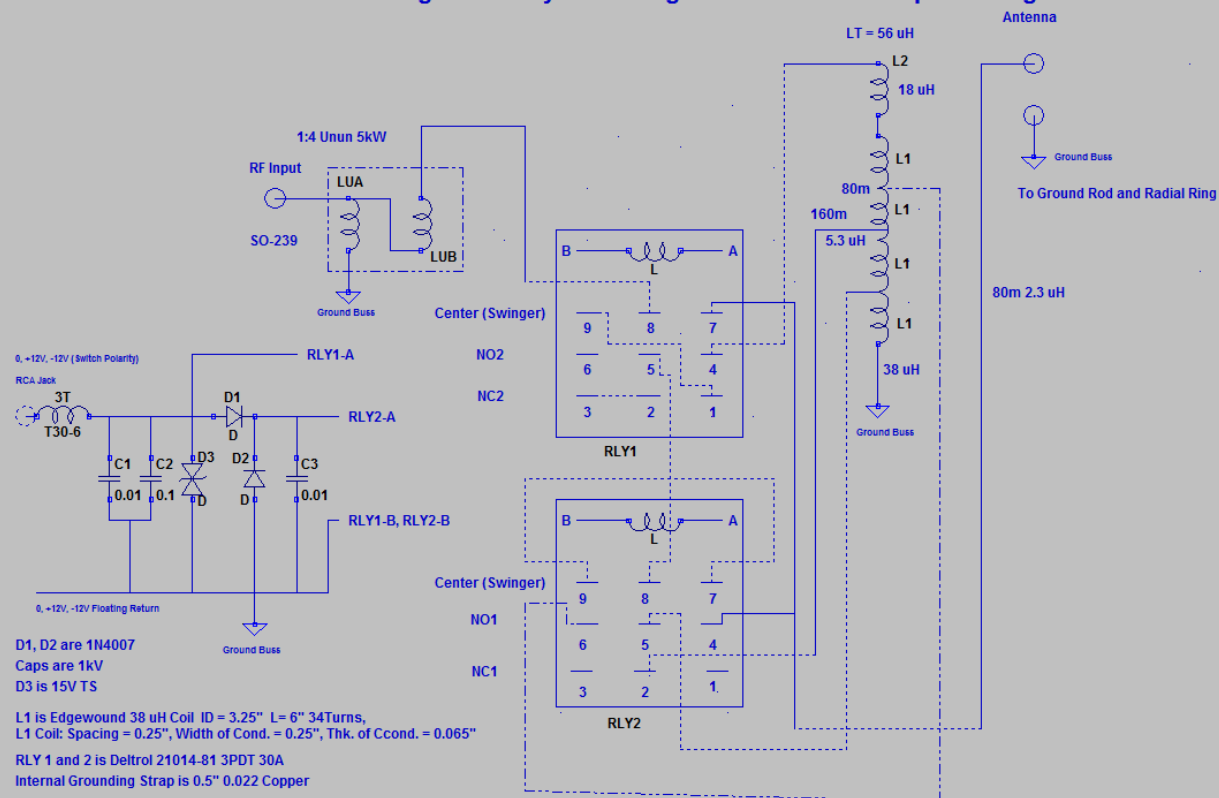 Antenna
LT = 56 uH
L2
18 uH
1:4 Unun 5kW
Ground Buss
RF Input
LUA
L1
80m
To Ground Rod and Radial Ring
160m
L1
SO-239
LUB
5.3 uH
B
A
L
L1
80m 2.3 uH
Ground Buss
Center (Swinger)
9
8
7
L1
0, +12V, -12V (Switch Polarity)
RLY1-A
NO2
6
5
4
38 uH
RCA Jack
3T
D1
NC2
3
2
1
T30-6
D
RLY2-A
Ground Buss
RLY1
C1
C2
D3
D2
C3
0.01
0.1
D
D
0.01
RLY1-B, RLY2-B
B
A
L
Center (Swinger)
9
8
7
0, +12V, -12V Floating Return
NO1
6
5
4
D1, D2 are 1N4007
Ground Buss
Caps are 1kV
NC1
3
2
1
D3 is 15V TS
L1 is Edgewound 38 uH Coil ID = 3.25" L= 6" 34Turns,
RLY2
L1 Coil: Spacing = 0.25", Width of Cond. = 0.25", Thk. of Ccond. = 0.065"
RLY 1 and 2 is Deltrol 21014-81 3PDT 30A
Internal Grounding Strap is 0.5" 0.022 Copper